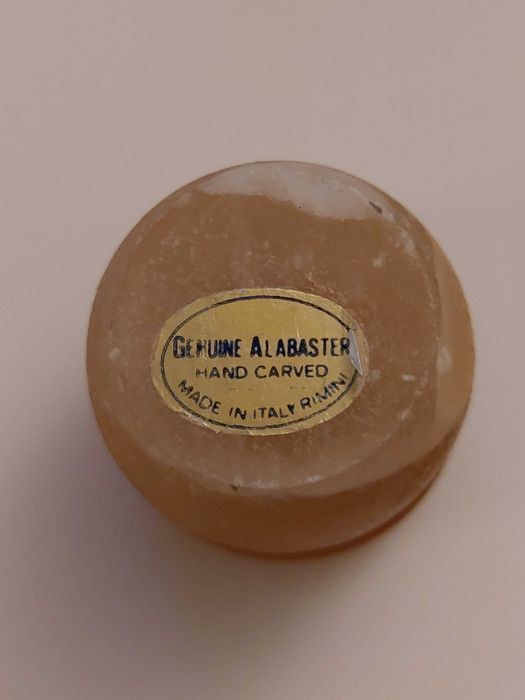 GENUINE ALABASTER
HAND CARVED
MADE IN ITALY RIMINI